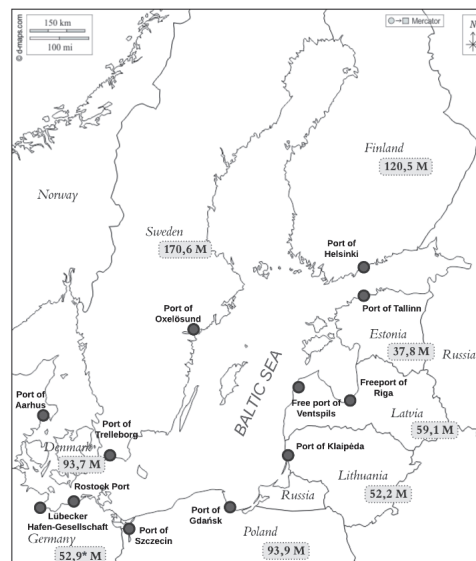 150 km
100 mi
© d-maps.com
Mercator
N
Finland
120,5 M
Norway
Sweden
170,6 M
Port of
Helsinki
Port of
Oxelösund
Port of Tallinn
Estonia
37,8 M
Russia
BALTIC SEA
Port of
Aarhus
Port of
Trelleborg
Free port of
Ventspils
Freeport of
Riga
Latvia
59,1 M
Denmark
93,7 M
Port of Klaipėda
Lithuania
52,2 M
Rostock Port
Lübecker
Hafen-Gesellschaft
Germany
52,9* M
Port of
Szczecin
Port of
Gdańsk
Russia
Poland
93,9 M